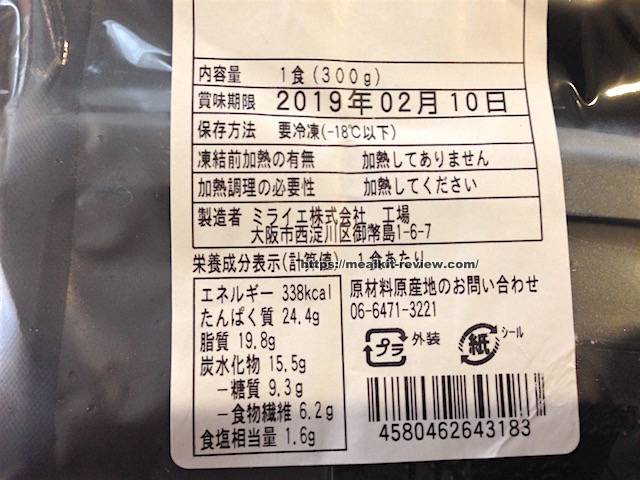 内容量 1食(300g)
賞味期限 2019年02月10日
保存方法 要冷凍(-18℃以下)
凍結前加熱の有無 加熱してありません
加熱調理の必要性 加熱してください
製造者 ミライエ株式会社 工場
大阪市西淀川区御幣島1-6-7
栄養成分表示(計算値) 1食あたり
https://mealkit-review.com/
エネルギー 338kcal
たんぱく質 24.4g
脂質 19.8g
炭水化物 15.5g
－糖質 9.3g
－食物繊維 6.2g
食塩相当量 1.6g
原材料原産地のお問い合わせ
06-6471-3221
プラ 外装 紙 シール
4580462643183